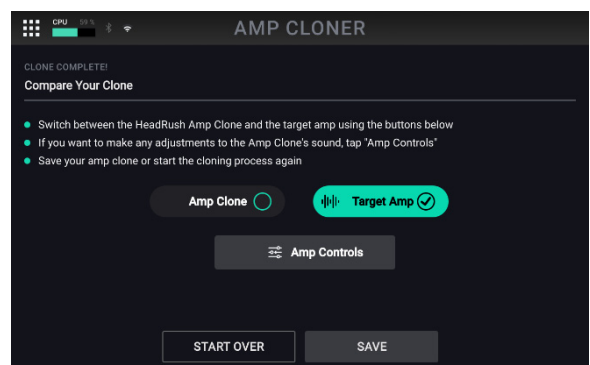 CPU 59 %
AMP CLONER
CLONE COMPLETE!
Compare Your Clone
Switch between the HeadRush Amp Clone and the target amp using the buttons below
If you want to make any adjustments to the Amp Clone's sound, tap "Amp Controls"
Save your amp clone or start the cloning process again
Amp Clone
Target Amp
Amp Controls
START OVER
SAVE